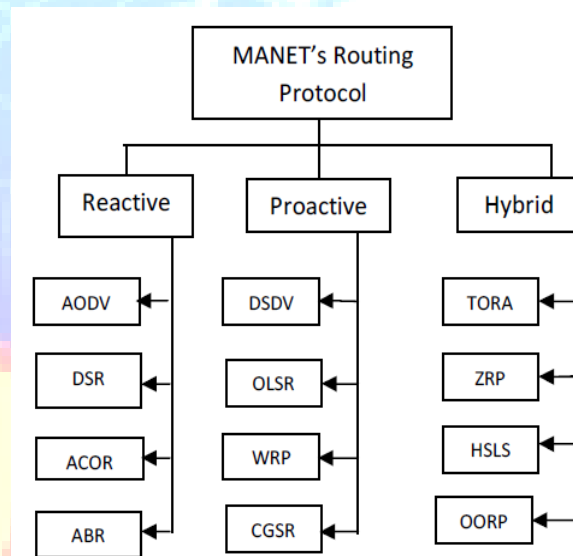 MANET's Routing
Protocol
Reactive
Proactive
Hybrid
AODV
DSDV
TORA
DSR
OLSR
ZRP
ACOR
WRP
HSLS
ABR
CGSR
OORP